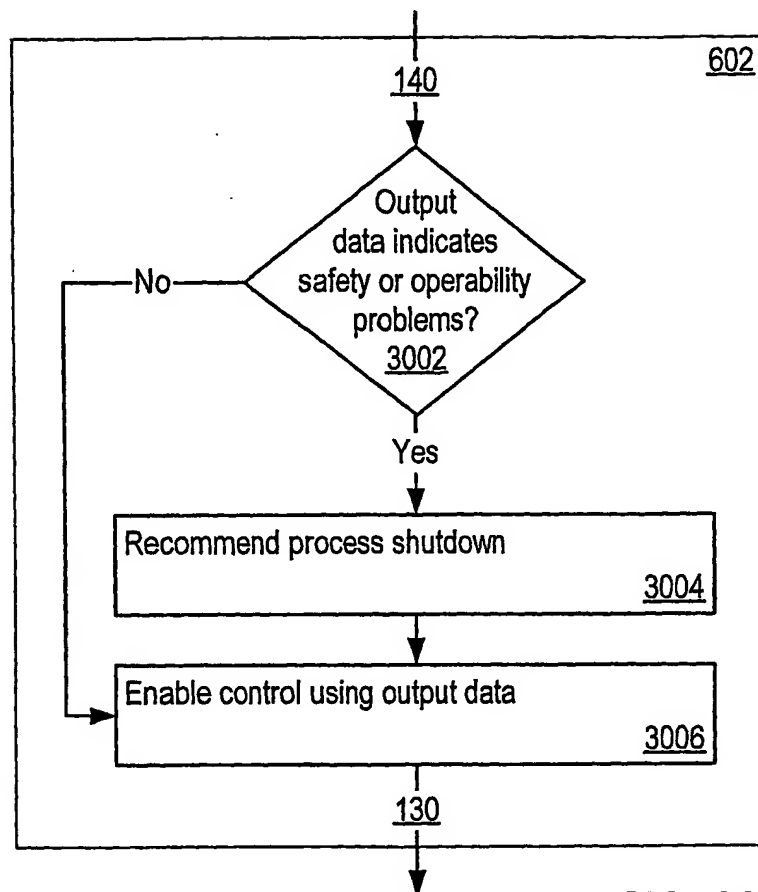 602
140
Output
data indicates
safety or operability
problems?
3002
No
Yes
Recommend process shutdown
3004
Enable control using output data
3006
130